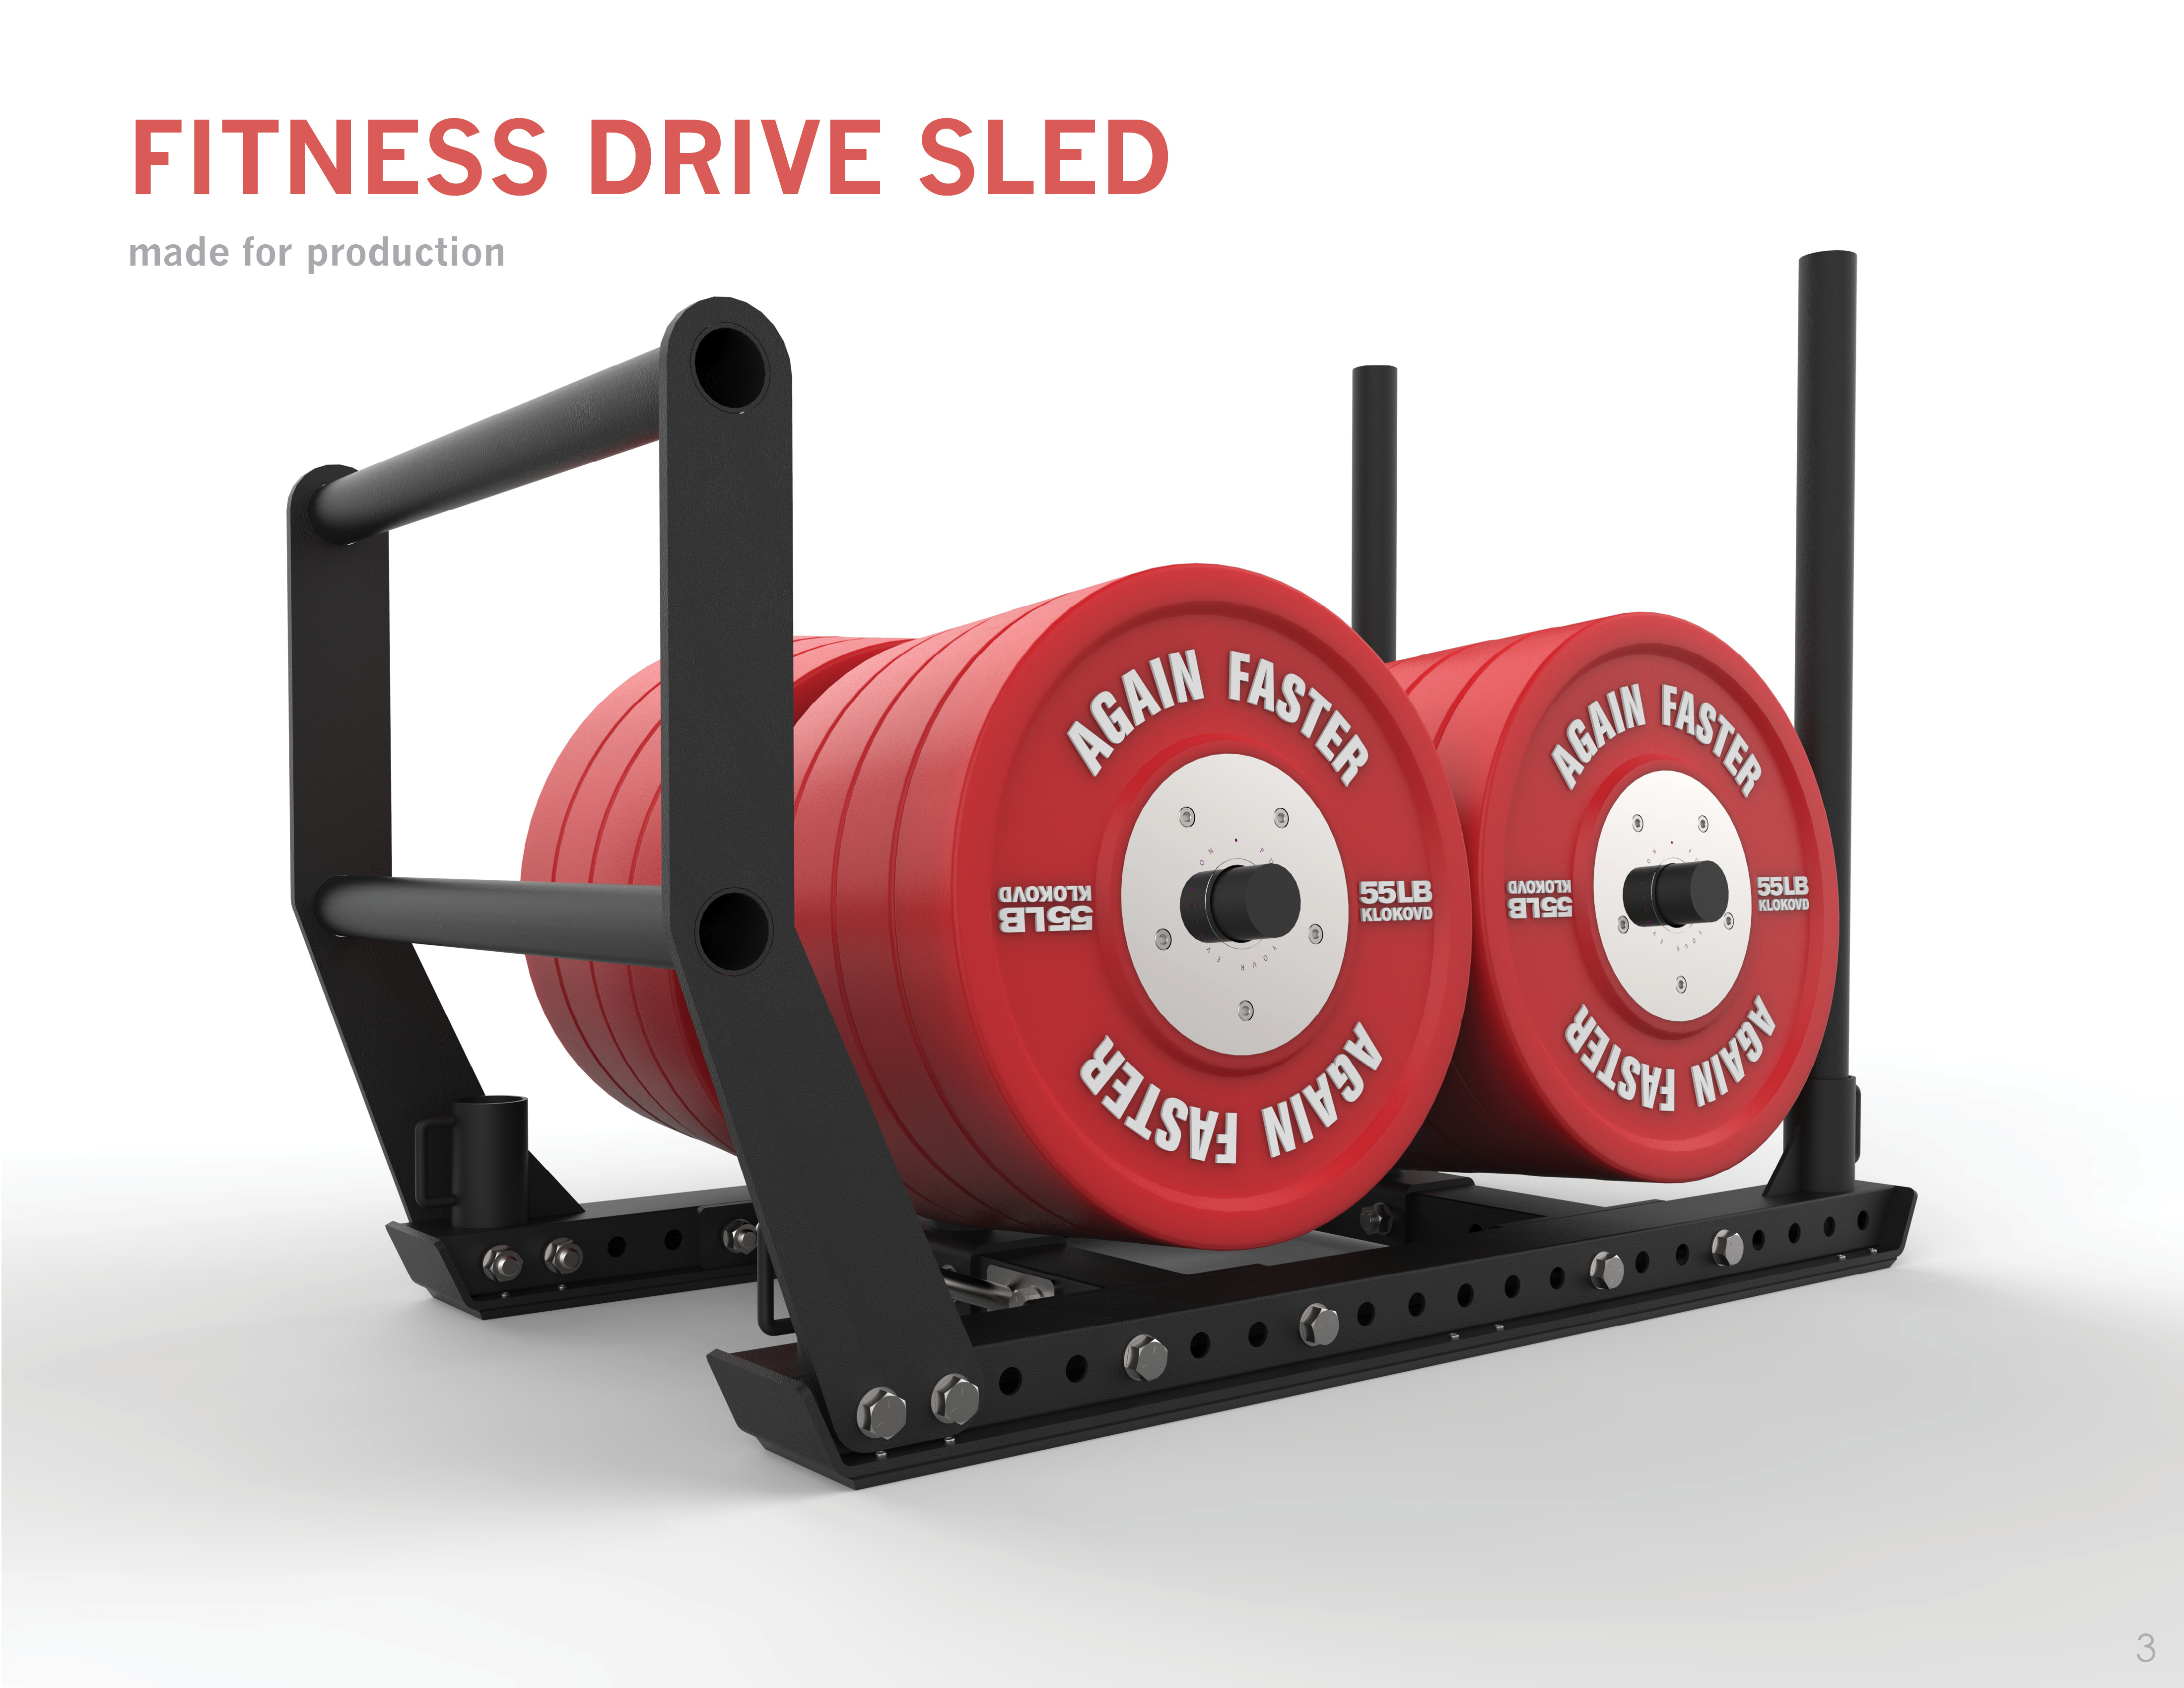 FITNESS DRIVE SLED
made for production
AGAIN FASTER
55LB
KLOKOVD
55LB
KLOKOVD
AGAIN FASTER
AGAIN FASTER
55LB
KLOKOVD
55LB
KLOKOVD
AGAIN FASTER
3